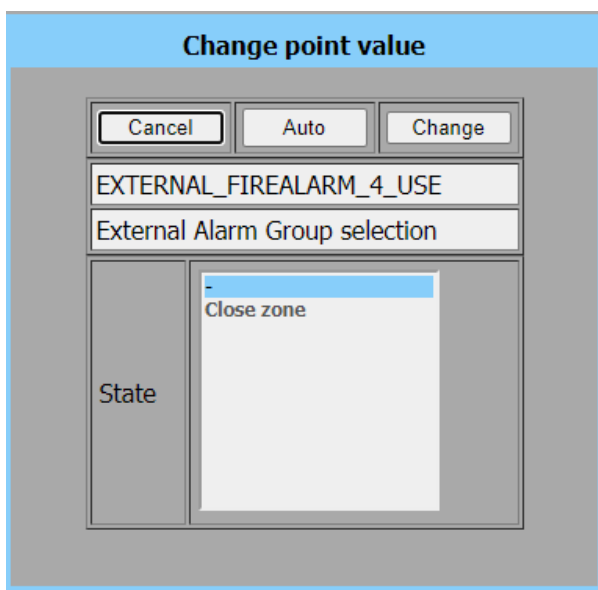 Change point value
Cancel Auto Change
EXTERNAL_FIREALARM_4_USE
External Alarm Group selection
State
-
Close zone